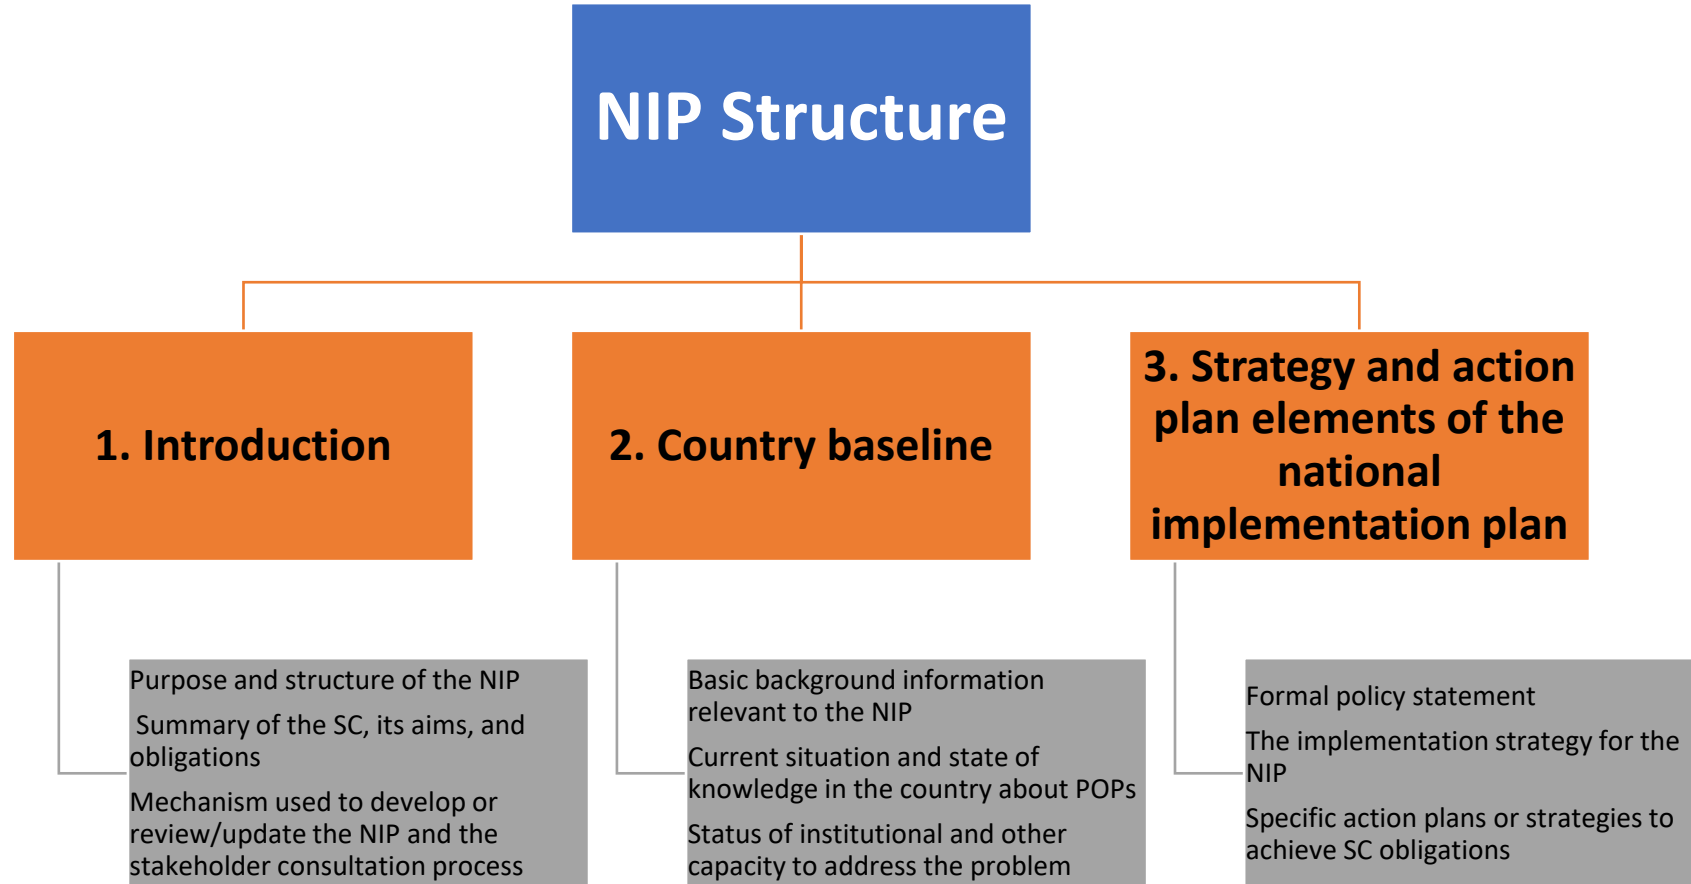 NIP Structure
1. Introduction
2. Country baseline
3. Strategy and action
plan elements of the
national
implementation plan
Purpose and structure of the NIP
Summary of the SC, its aims, and
obligations
Mechanism used to develop or
review/update the NIP and the
stakeholder consultation process
Basic background information
relevant to the NIP
Current situation and state of
knowledge in the country about POPs
Status of institutional and other
capacity to address the problem
Formal policy statement
The implementation strategy for the
NIP
Specific action plans or strategies to
achieve SC obligations